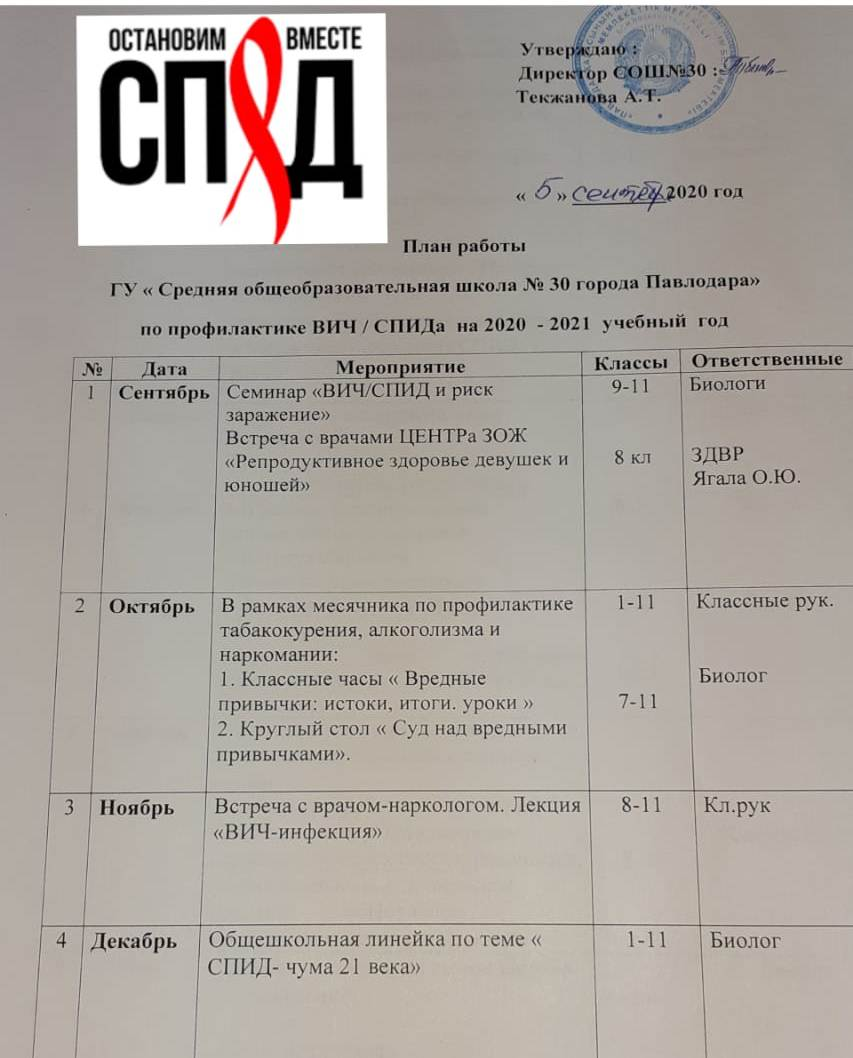 ОСТАНОВИМ ВМЕСТЕ
СПИД
Утверждаю :
Директор СОШ№30 :
Текжанова А.Т.
« 5 » сентяб 2020 год
План работы
ГУ « Средняя общеобразовательная школа № 30 города Павлодара»
по профилактике ВИЧ / СПИДа на 2020 - 2021 учебный год
№ Дата Мероприятие Классы Ответственные
1 Сентябрь Семинар «ВИЧ/СПИД и риск 9-11 Биологи
заражение»
Встреча с врачами ЦЕНТРа ЗОЖ
«Репродуктивное здоровье девушек и 8 кл ЗДВР
юношей» Ягала О.Ю.
2 Октябрь В рамках месячника по профилактике 1-11 Классные рук.
табакокурения, алкоголизма и
наркомании:
1. Классные часы « Вредные Биолог
привычки: истоки, итоги. уроки » 7-11
2. Круглый стол « Суд над вредными
привычками».
3 Ноябрь Встреча с врачом-наркологом. Лекция 8-11 Кл.рук
«ВИЧ-инфекция»
4 Декабрь Общешкольная линейка по теме « 1-11 Биолог
СПИД- чума 21 века»